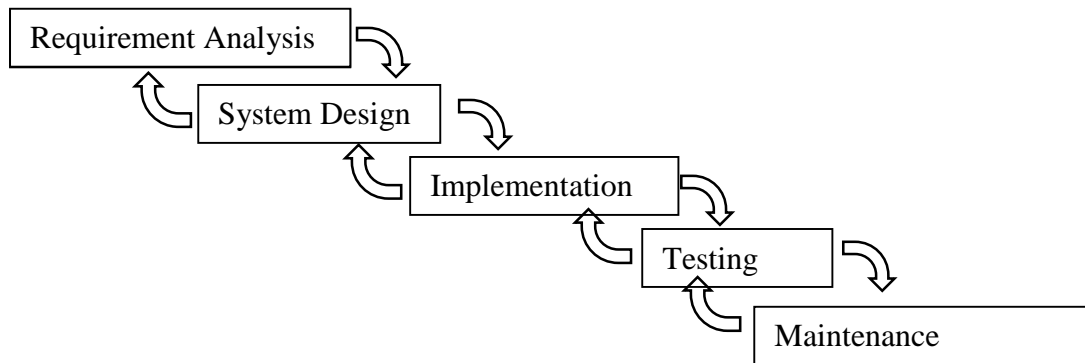 Requirement Analysis
System Design
Implementation
Testing
Maintenance